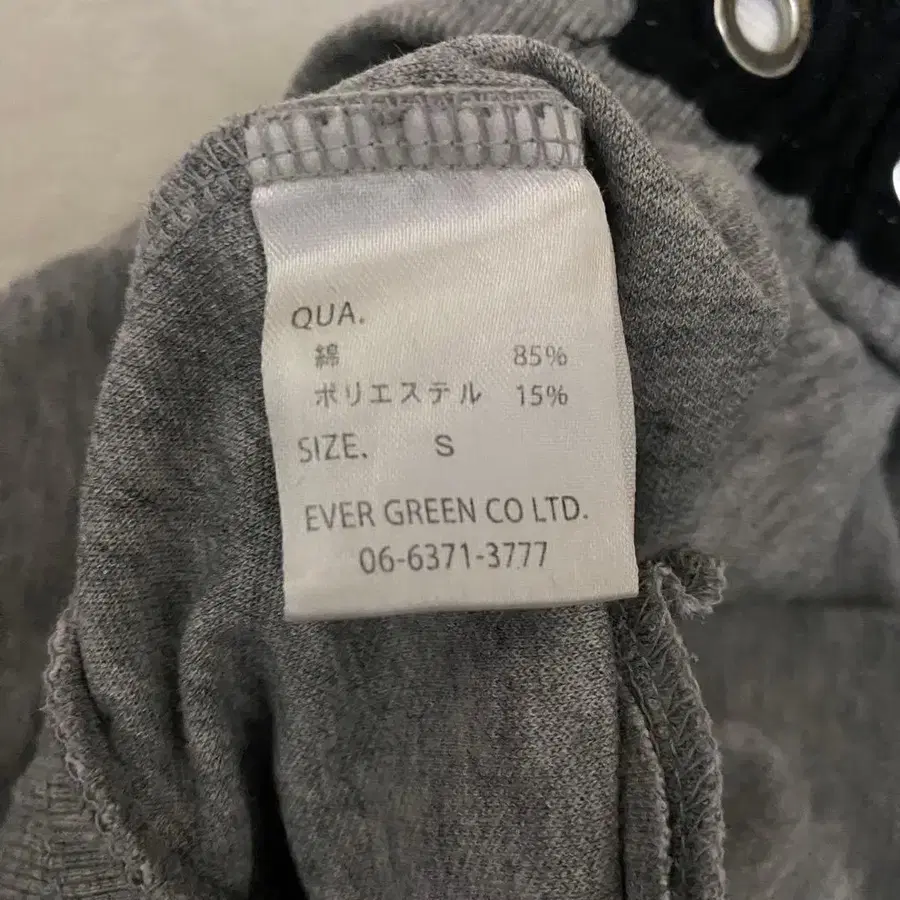 QUA.
綿 85%
ポリエステル 15%
SIZE. S
EVER GREEN CO LTD.
06-6371-3777